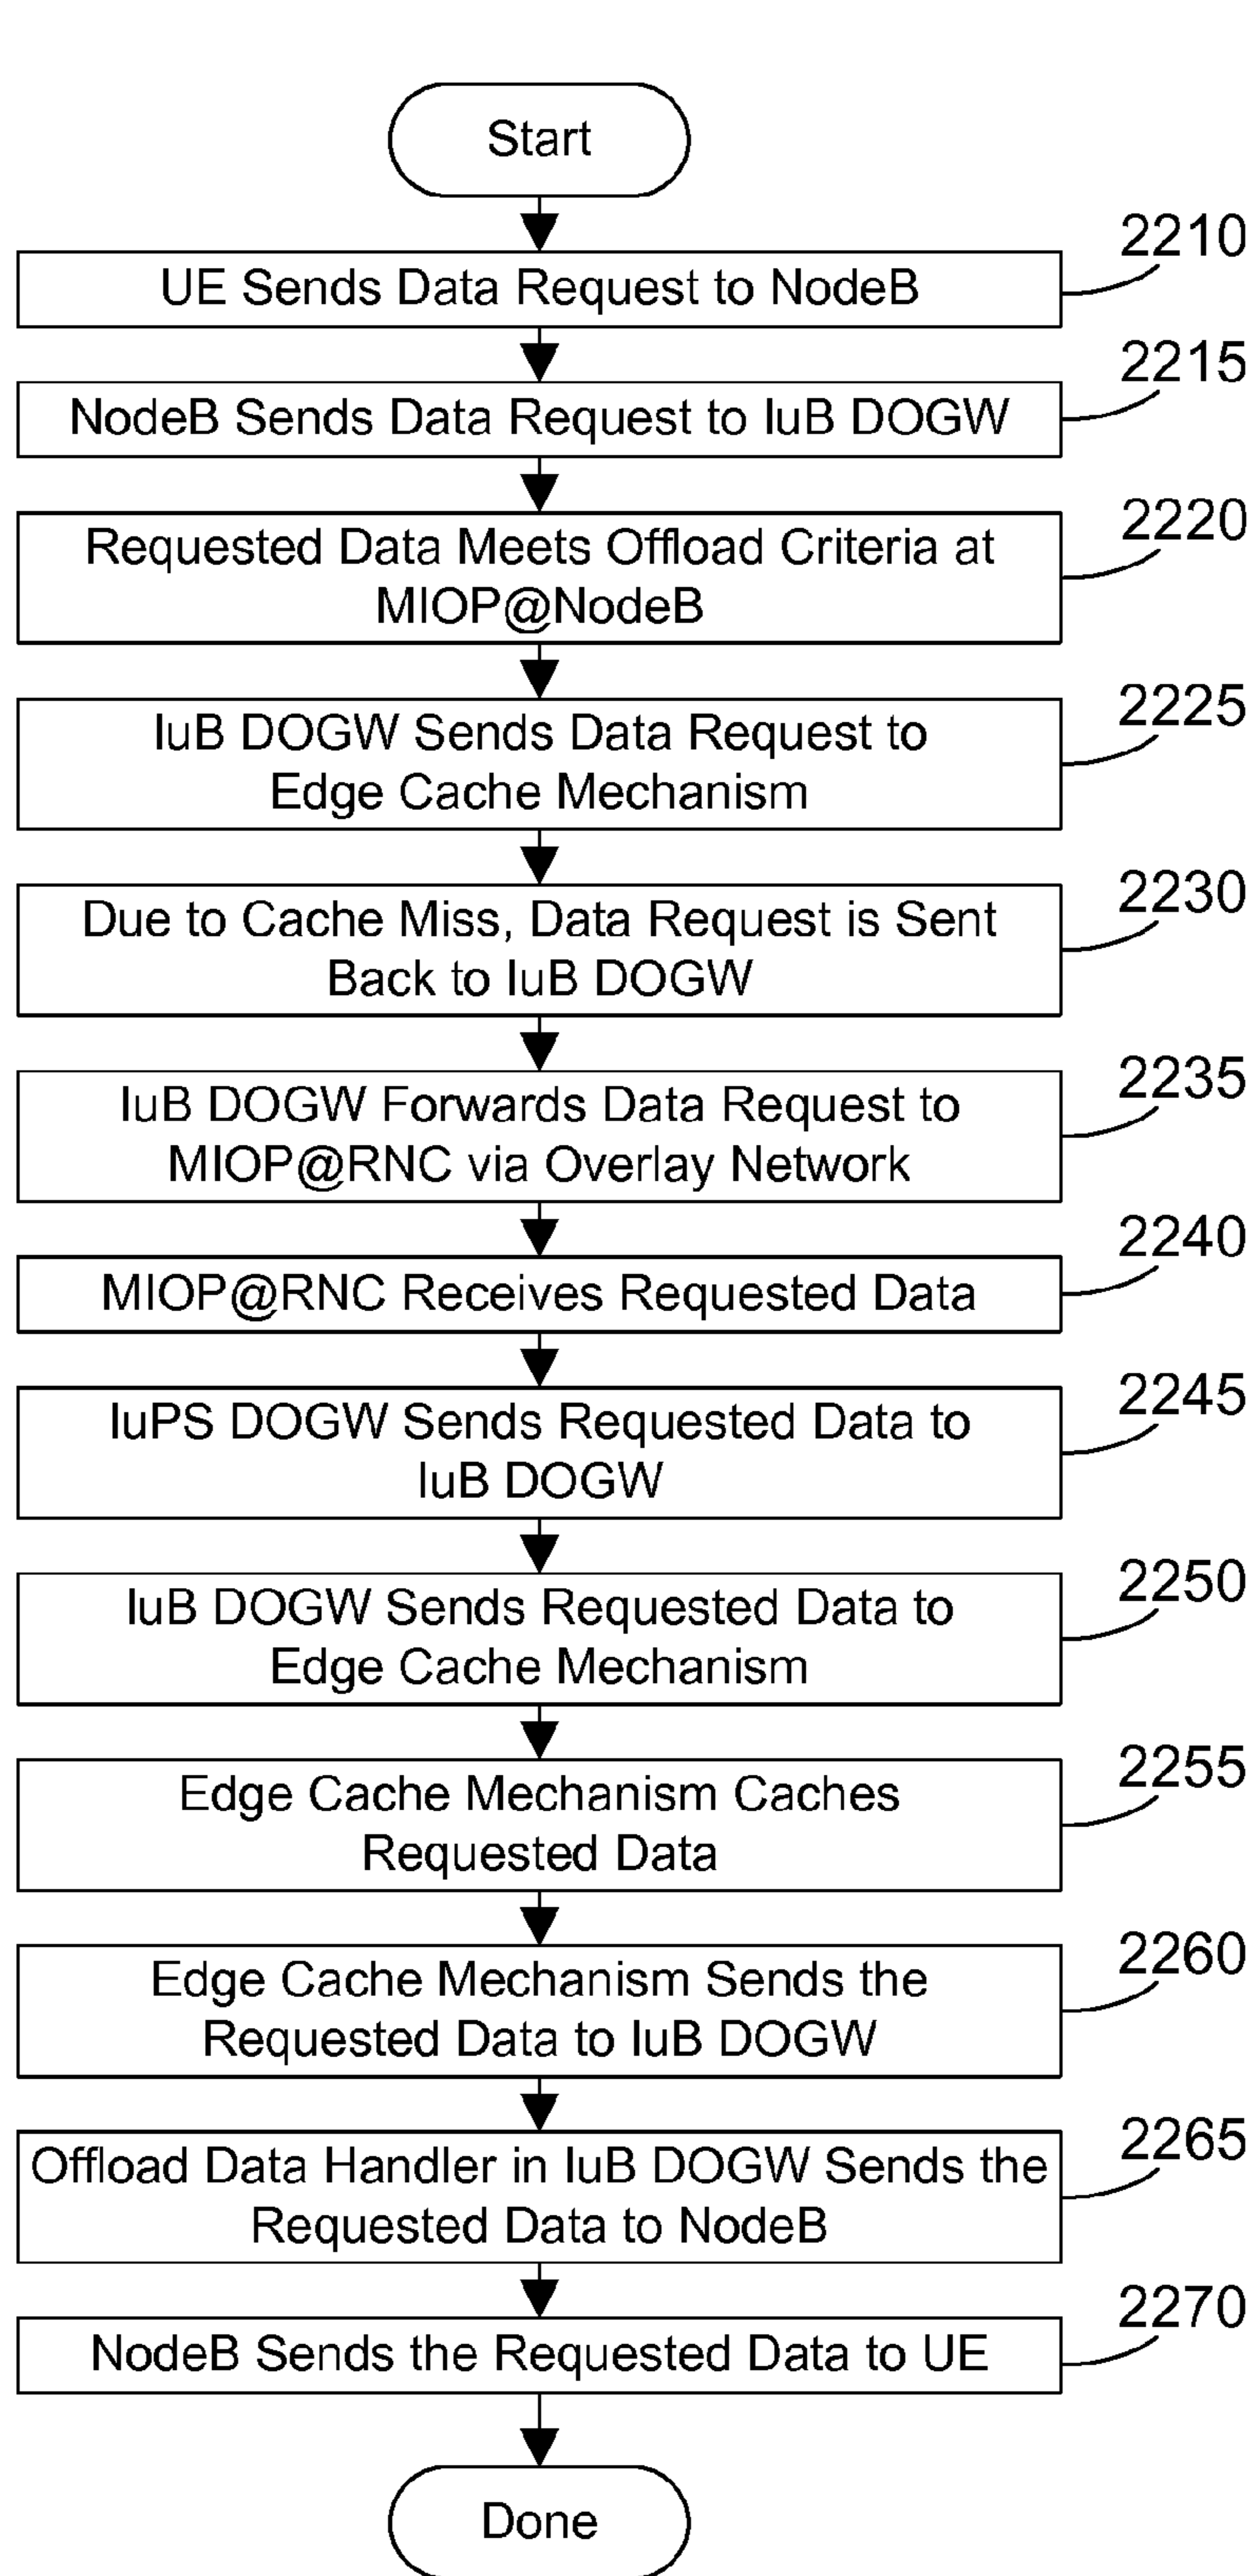 Start
2210
UE Sends Data Request to NodeB
2215
NodeB Sends Data Request to IuB DOGW
2220
Requested Data Meets Offload Criteria at
MIOP@NodeB
2225
IuB DOGW Sends Data Request to
Edge Cache Mechanism
2230
Due to Cache Miss, Data Request is Sent
Back to IuB DOGW
2235
IuB DOGW Forwards Data Request to
MIOP@RNC via Overlay Network
2240
MIOP@RNC Receives Requested Data
2245
IuPS DOGW Sends Requested Data to
IuB DOGW
2250
IuB DOGW Sends Requested Data to
Edge Cache Mechanism
2255
Edge Cache Mechanism Caches
Requested Data
2260
Edge Cache Mechanism Sends the
Requested Data to IuB DOGW
2265
Offload Data Handler in IuB DOGW Sends the
Requested Data to NodeB
2270
NodeB Sends the Requested Data to UE
Done